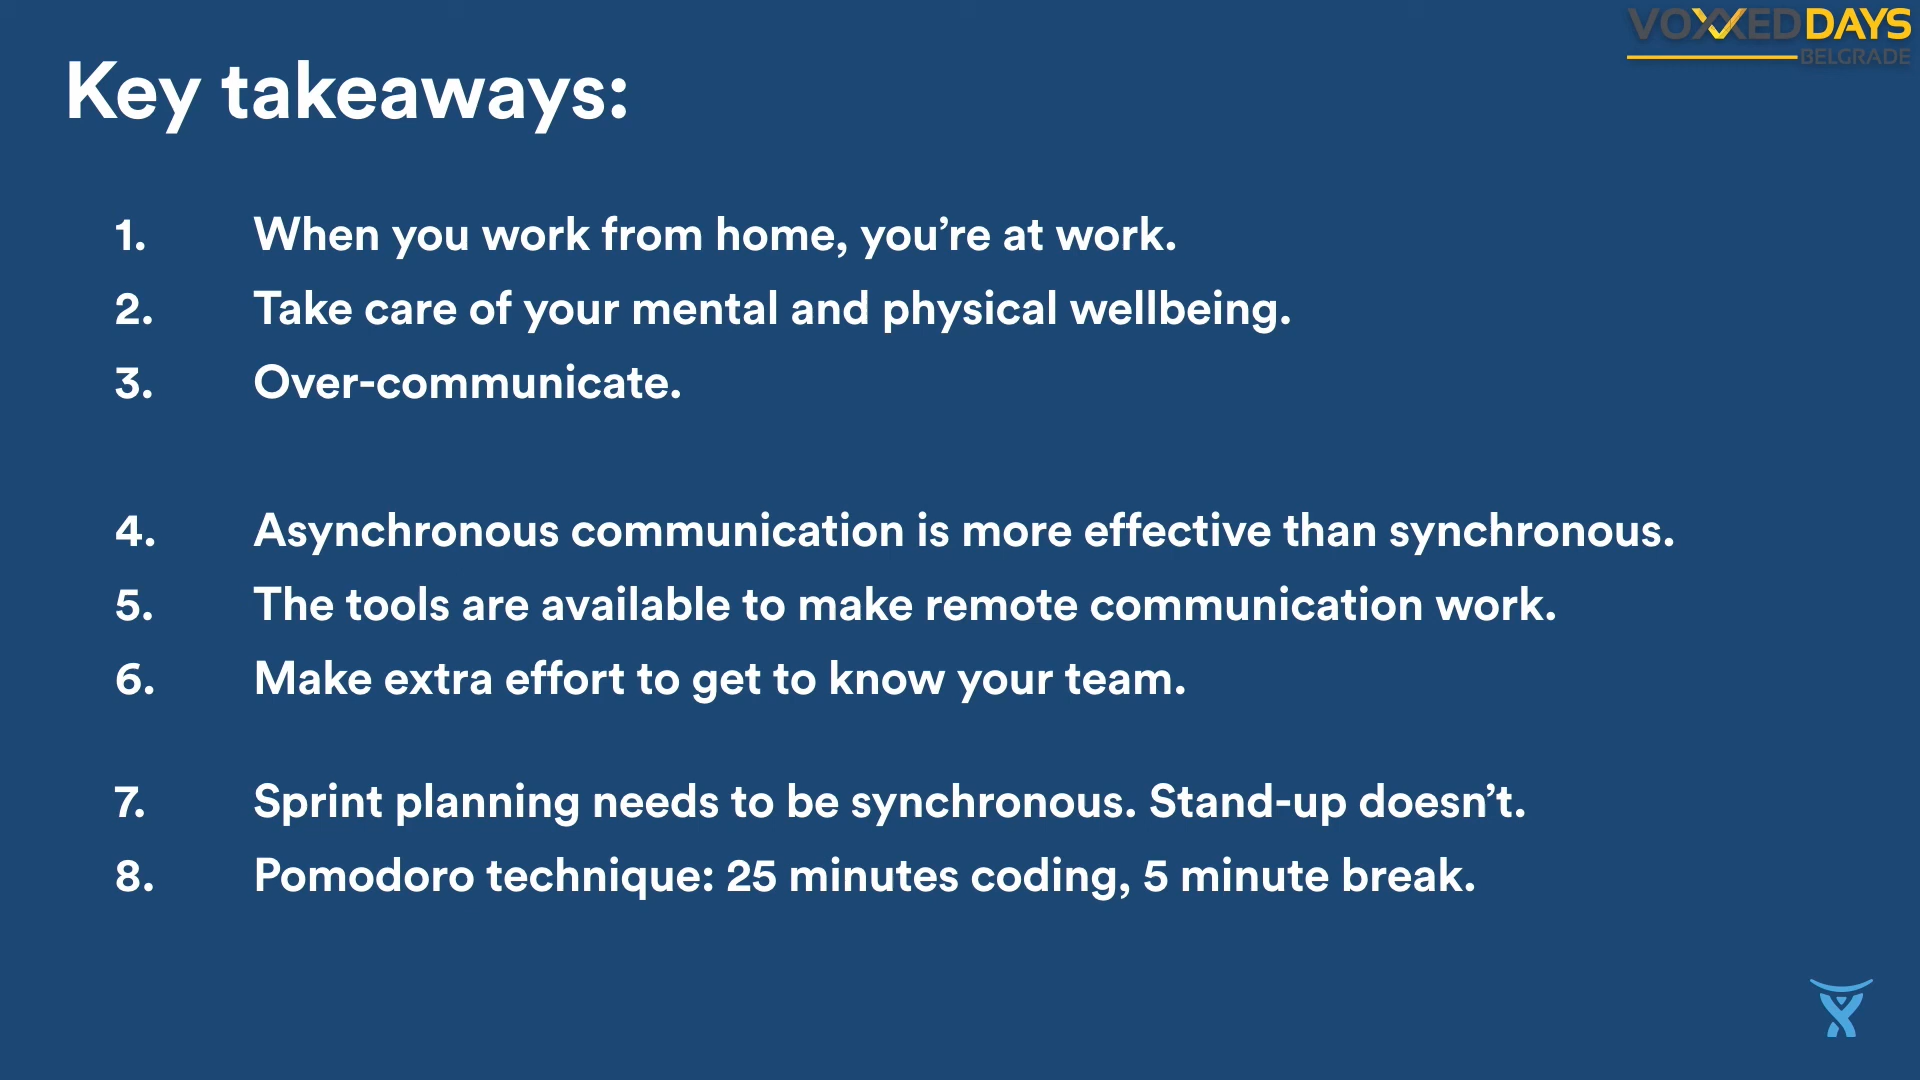 VOXXEDDAYS
BELGRADE
Key takeaways:
1. When you work from home, you’re at work.
2. Take care of your mental and physical wellbeing.
3. Over-communicate.
4. Asynchronous communication is more effective than synchronous.
5. The tools are available to make remote communication work.
6. Make extra effort to get to know your team.
7. Sprint planning needs to be synchronous. Stand-up doesn’t.
8. Pomodoro technique: 25 minutes coding, 5 minute break.